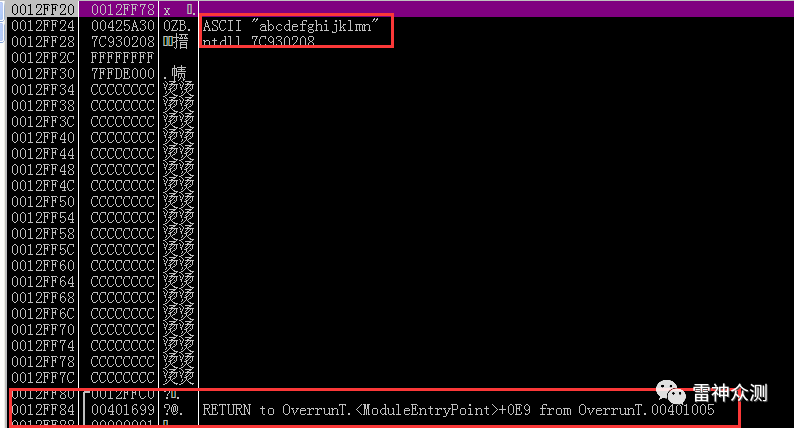 0012FF20 0012FF78 x .
0012FF24 00425A30 0ZB. ASCII "abcdefghijklmn"
0012FF28 7C930208 ntdll.7C930208
0012FF2C FFFFFFFF
0012FF30 7FFDE000
0012FF34 CCCCCCCC 烫烫
0012FF38 CCCCCCCC 烫烫
0012FF3C CCCCCCCC 烫烫
0012FF40 CCCCCCCC 烫烫
0012FF44 CCCCCCCC 烫烫
0012FF48 CCCCCCCC 烫烫
0012FF4C CCCCCCCC 烫烫
0012FF50 CCCCCCCC 烫烫
0012FF54 CCCCCCCC 烫烫
0012FF58 CCCCCCCC 烫烫
0012FF5C CCCCCCCC 烫烫
0012FF60 CCCCCCCC 烫烫
0012FF64 CCCCCCCC 烫烫
0012FF68 CCCCCCCC 烫烫
0012FF6C CCCCCCCC 烫烫
0012FF70 CCCCCCCC 烫烫
0012FF74 CCCCCCCC 烫烫
0012FF78 CCCCCCCC 烫烫
0012FF7C CCCCCCCC 烫烫
0012FF80 0012FFC0
0012FF84 00401699 ?@. RETURN to OverrunT.<ModuleEntryPoint>+0E9 from OverrunT.00401005
0012FF88 00000001
雷神众测